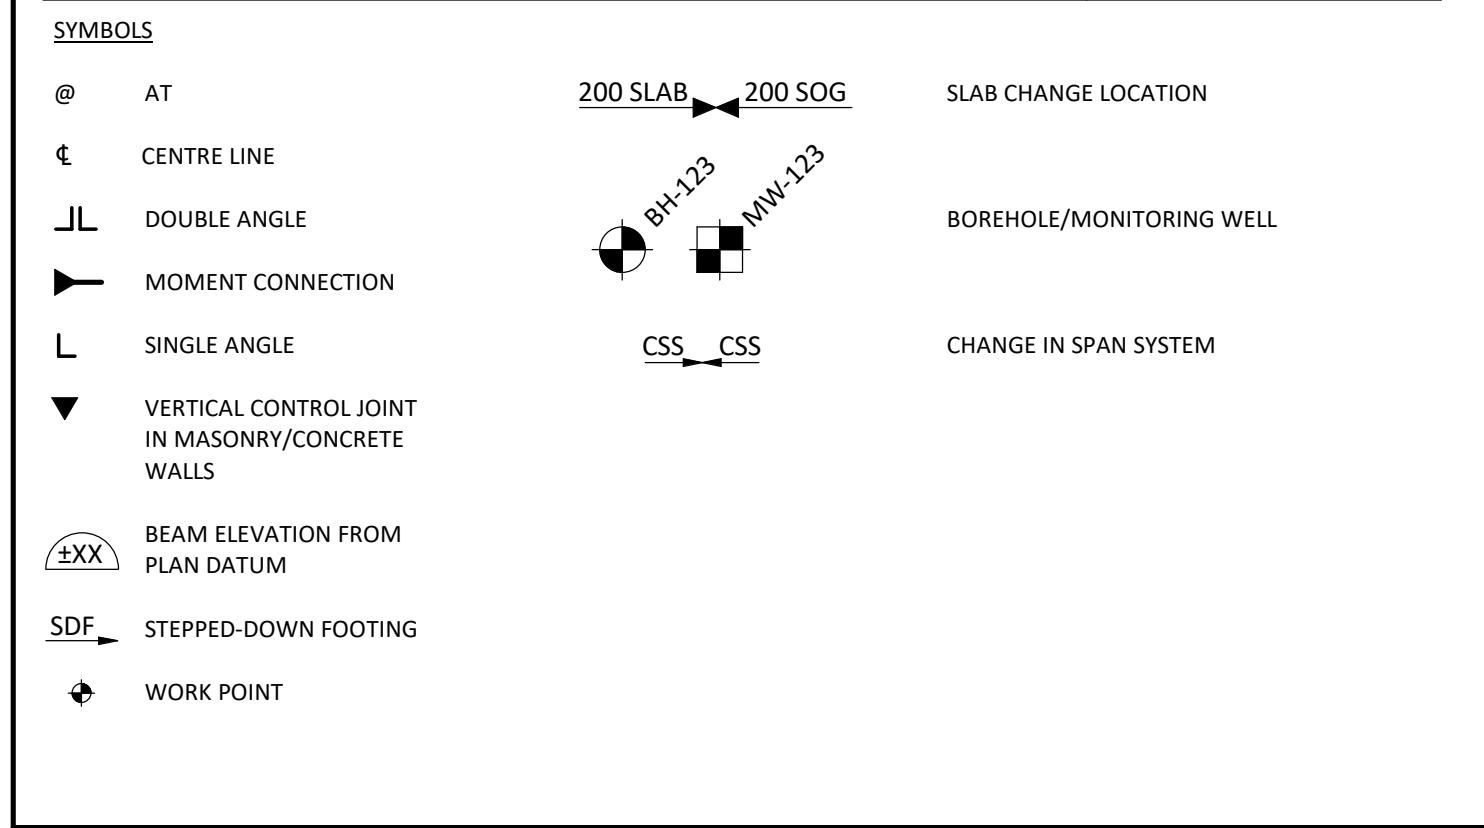 SYMBOLS
@ AT
℄ CENTRE LINE
DOUBLE ANGLE
MOMENT CONNECTION
SINGLE ANGLE
VERTICAL CONTROL JOINT
IN MASONRY/CONCRETE
WALLS
±XX BEAM ELEVATION FROM
PLAN DATUM
SDF STEPPED-DOWN FOOTING
WORK POINT
200 SLAB 200 SOG SLAB CHANGE LOCATION
BH-123 MW-123 BOREHOLE/MONITORING WELL
CSS CSS CHANGE IN SPAN SYSTEM